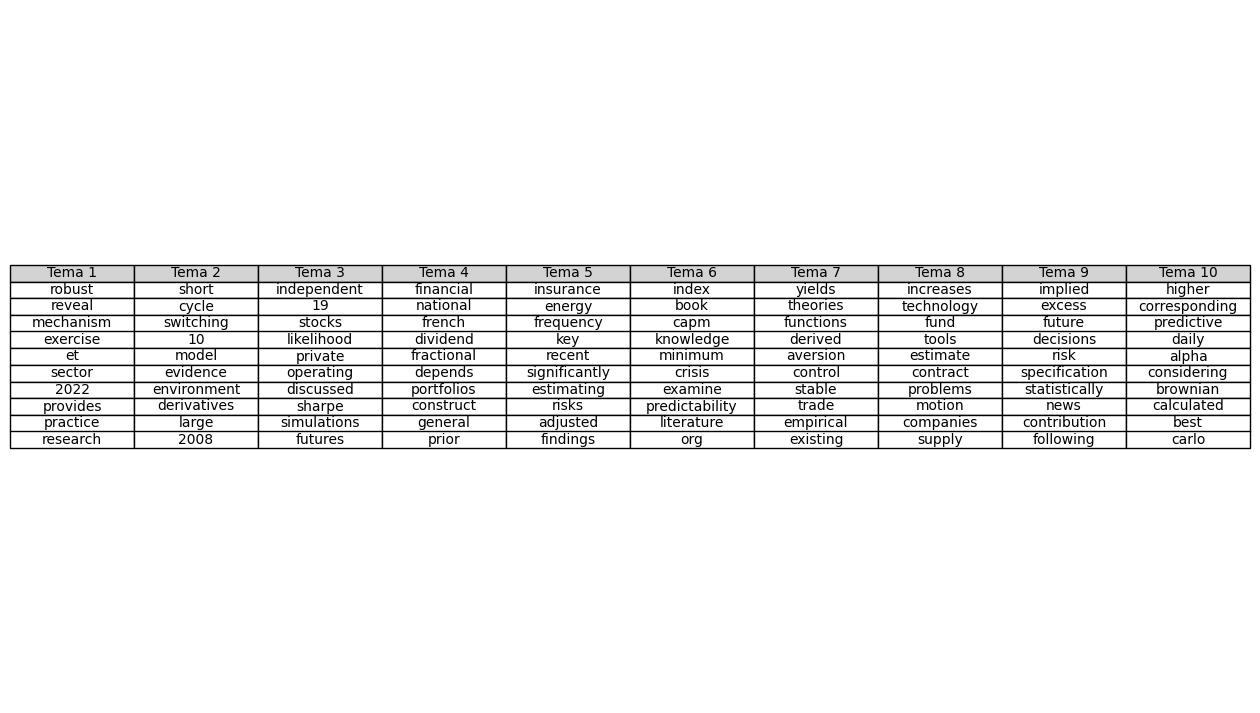 Tema 1 Tema 2 Tema 3 Tema 4 Tema 5 Tema 6 Tema 7 Tema 8 Tema 9 Tema 10
robust short independent financial insurance index yields increases implied higher
reveal cycle 19 national energy book theories technology excess corresponding
mechanism switching stocks french frequency capm functions fund future predictive
exercise 10 likelihood dividend key knowledge derived tools decisions daily
et model private fractional recent minimum aversion estimate risk alpha
sector evidence operating depends significantly crisis control contract specification considering
2022 environment discussed portfolios estimating examine stable problems statistically brownian
provides derivatives sharpe construct risks predictability trade motion news calculated
practice large simulations general adjusted literature empirical companies contribution best
research 2008 futures prior findings org existing supply following carlo